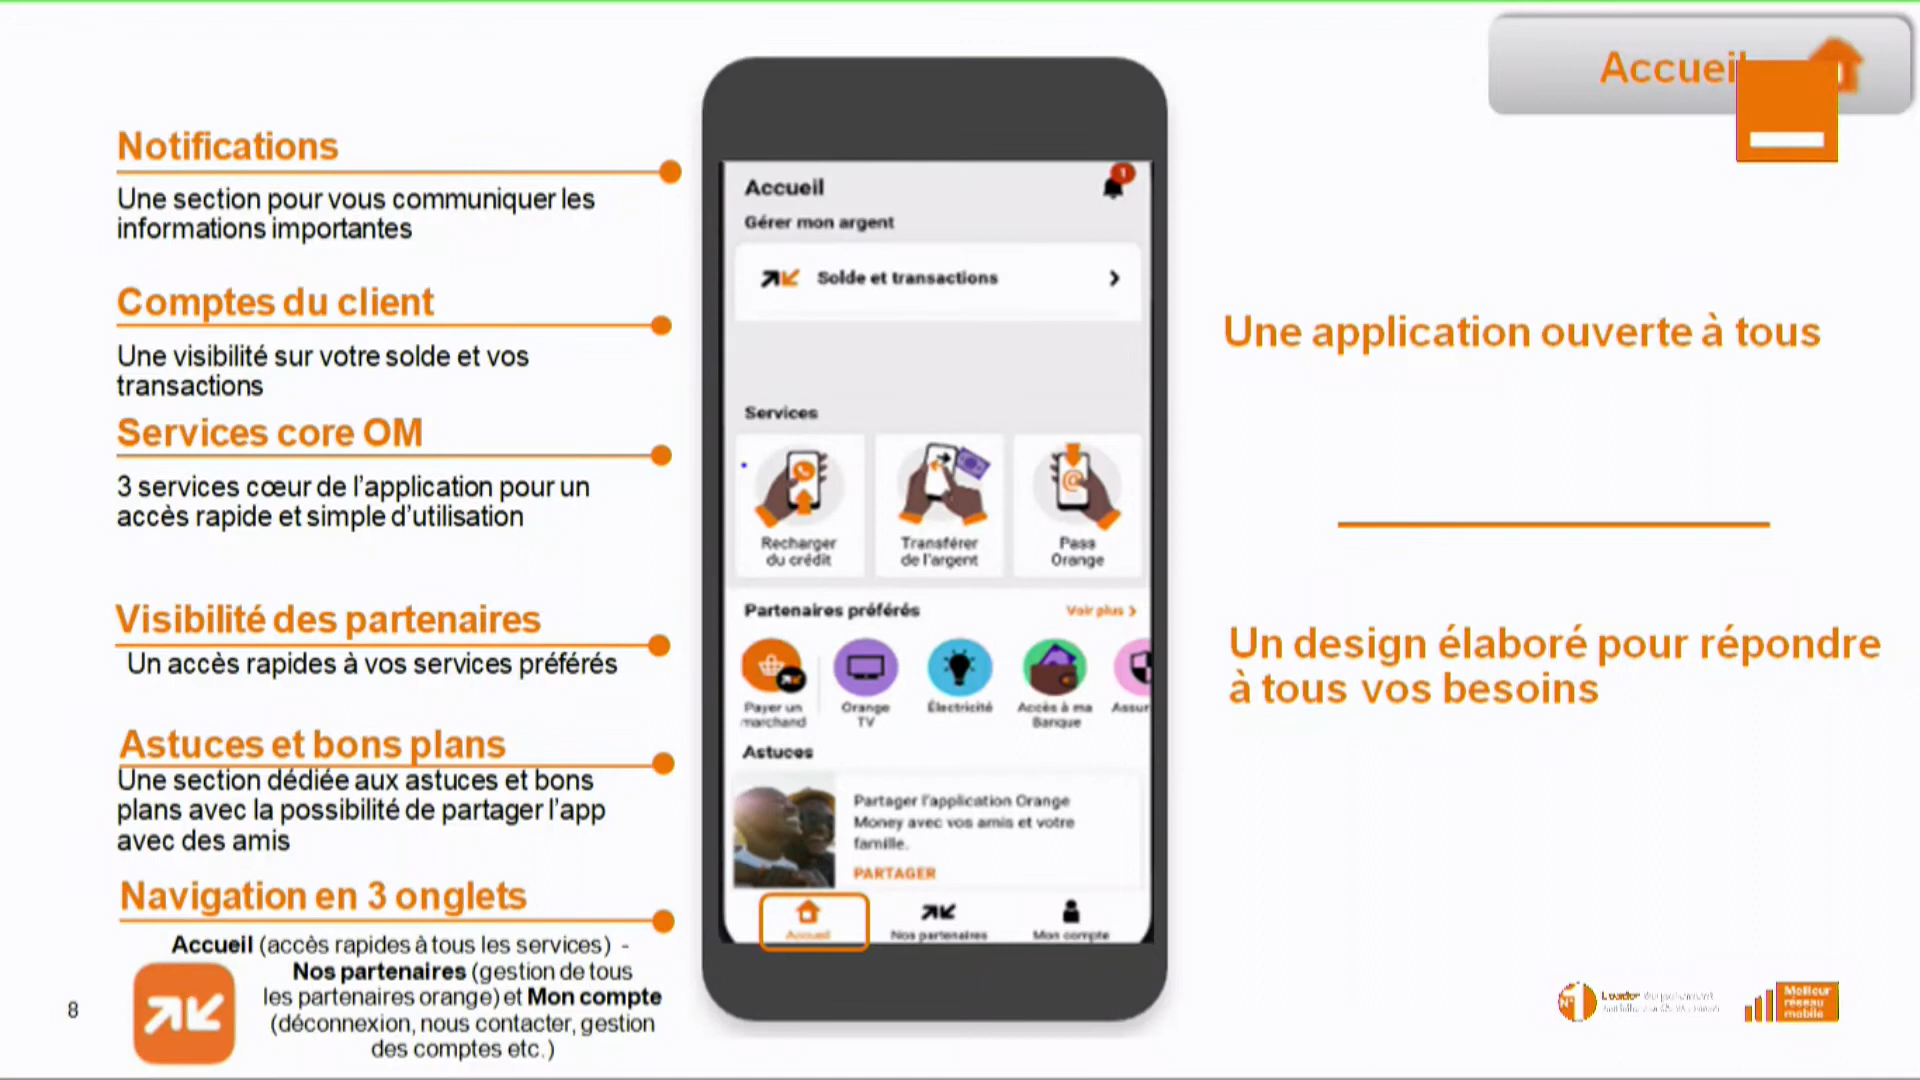 Accueil
Notifications
Une section pour vous communiquer les
informations importantes
Comptes du client
Une visibilité sur votre solde et vos
transactions
Services core OM
3 services cœur de l'application pour un
accès rapide et simple d'utilisation
Visibilité des partenaires
Un accès rapides à vos services préférés
Astuces et bons plans
Une section dédiée aux astuces et bons
plans avec la possibilité de partager l'app
avec des amis
Navigation en 3 onglets
Accueil (accès rapides à tous les services) -
Nos partenaires (gestion de tous
les partenaires orange) et Mon compte
(déconnexion, nous contacter, gestion
des comptes etc.)
8
Accueil
1
Gérer mon argent
Solde et transactions
Services
Recharger
du crédit
Transférer
de l'argent
Pass
Orange
Partenaires préférés
Voir plus
Payer un
marchand
Orange
TV
Électricité
Accès à ma
Banque
Assur
Astuces
Partager l'application Orange
Money avec vos amis et votre
famille.
PARTAGER
Accueil
Nos partenaires
Mon compte
Une application ouverte à tous
Un design élaboré pour répondre
à tous vos besoins
N°1
Leader
Meilleur
réseau
mobile